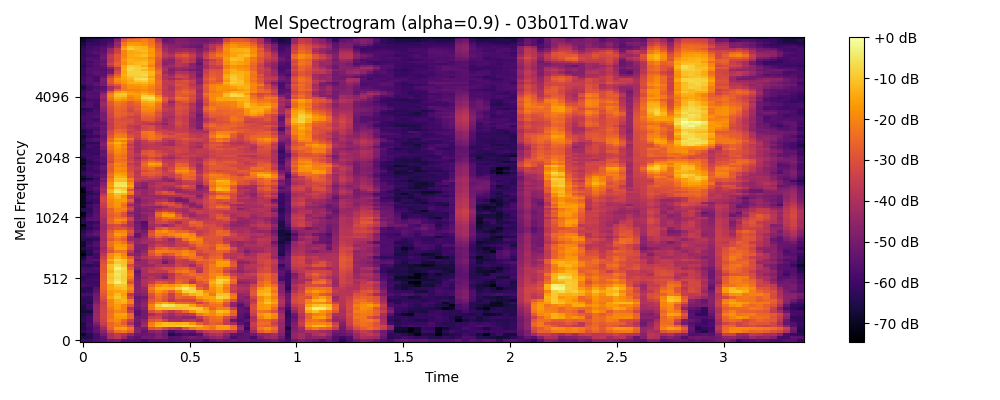 Mel Spectrogram (alpha=0.9) - 03b01Td.wav
Mel Frequency
4096
2048
1024
512
0
0
0.5
1
1.5
2
2.5
3
Time
+0 dB
-10 dB
-20 dB
-30 dB
-40 dB
-50 dB
-60 dB
-70 dB